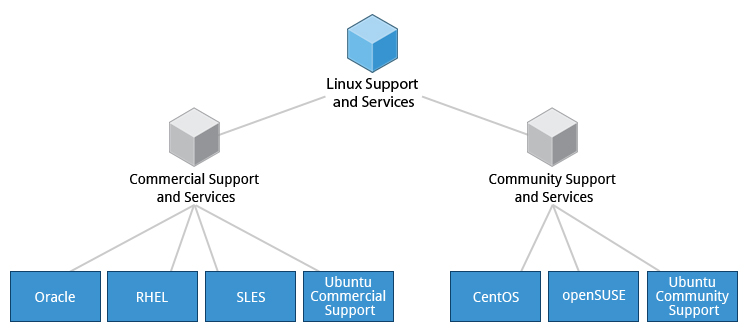 Linux Support
and Services
Commercial Support
and Services
Community Support
and Services
Oracle
RHEL
SLES
Ubuntu
Commercial
Support
CentOS
openSUSE
Ubuntu
Community
Support